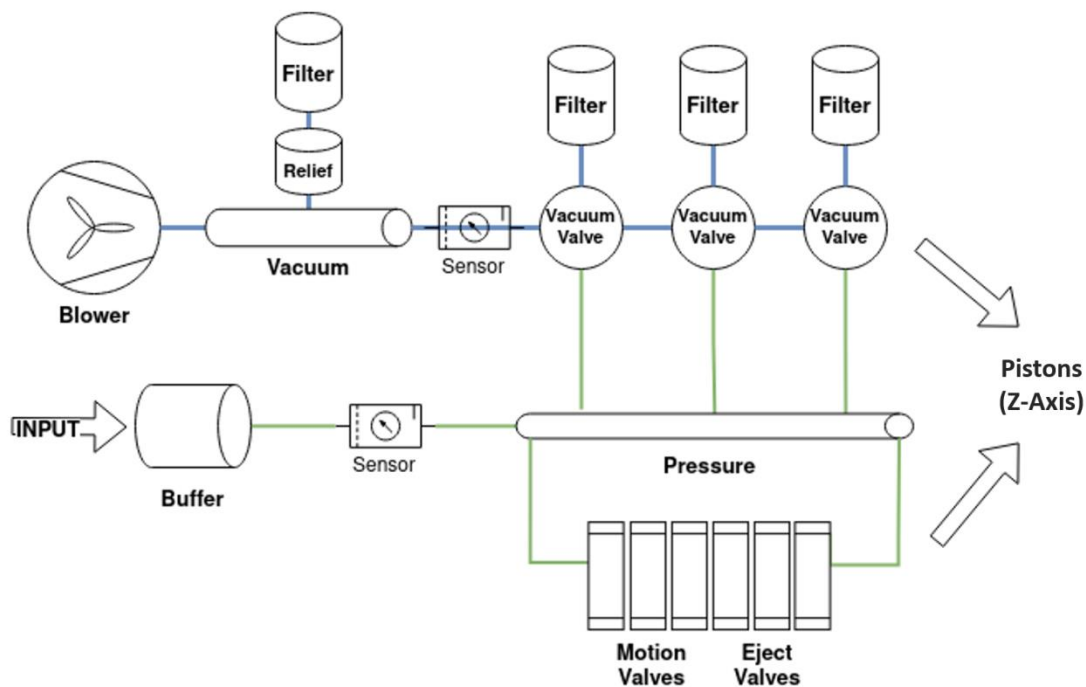 Filter
Filter
Filter
Filter
Relief
Vacuum
Valve
Vacuum
Valve
Vacuum
Valve
Vacuum
Sensor
Blower
Pistons
(Z-Axis)
INPUT
Sensor
Pressure
Buffer
Motion
Valves
Eject
Valves